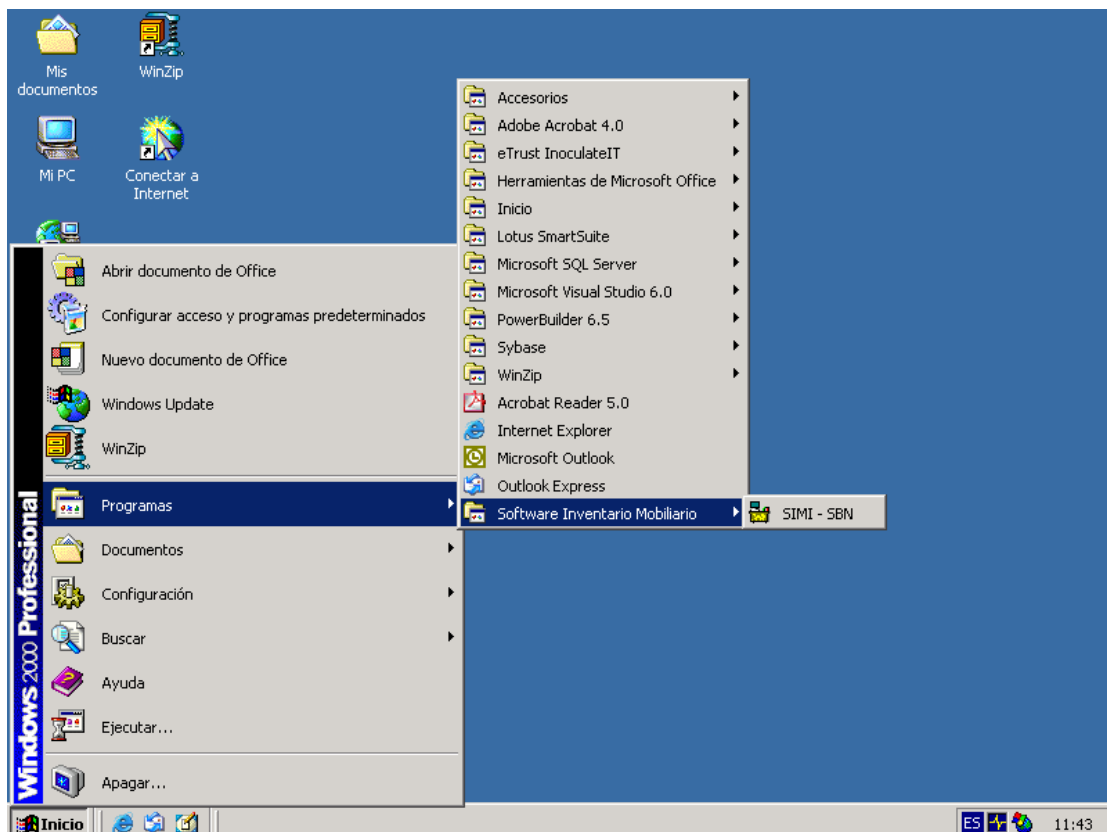 Mis
documentos
WinZip
Mi PC
Conectar a
Internet
Abrir documento de Office
Configurar acceso y programas predeterminados
Nuevo documento de Office
Windows Update
WinZip
Programas
Documentos
Configuración
Buscar
Ayuda
Ejecutar...
Apagar...
Windows 2000 Professional
Accesorios
Adobe Acrobat 4.0
eTrust InoculateIT
Herramientas de Microsoft Office
Inicio
Lotus SmartSuite
Microsoft SQL Server
Microsoft Visual Studio 6.0
PowerBuilder 6.5
Sybase
WinZip
Acrobat Reader 5.0
Internet Explorer
Microsoft Outlook
Outlook Express
Software Inventario Mobiliario
SIMI - SBN
Inicio
ES
11:43